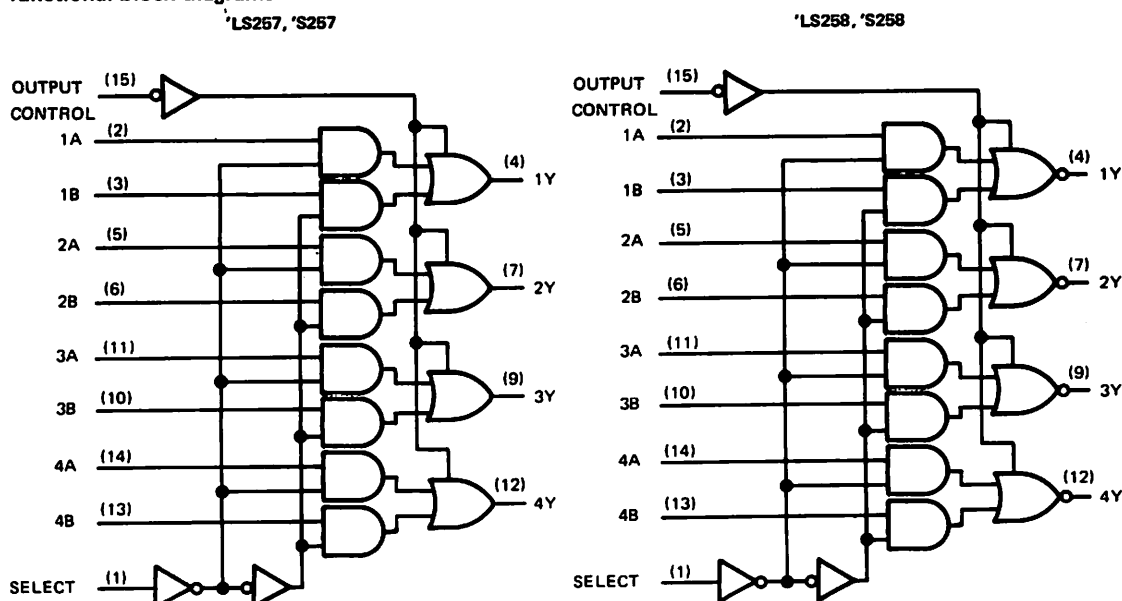 'LS257, 'S257
OUTPUT (15)
CONTROL
1A (2)
(4) 1Y
1B (3)
2A (5)
(7) 2Y
2B (6)
3A (11)
(9) 3Y
3B (10)
4A (14)
(12) 4Y
4B (13)
SELECT (1)
'LS258, 'S258
OUTPUT (15)
CONTROL
1A (2)
(4) 1Y
1B (3)
2A (5)
(7) 2Y
2B (6)
3A (11)
(9) 3Y
3B (10)
4A (14)
(12) 4Y
4B (13)
SELECT (1)